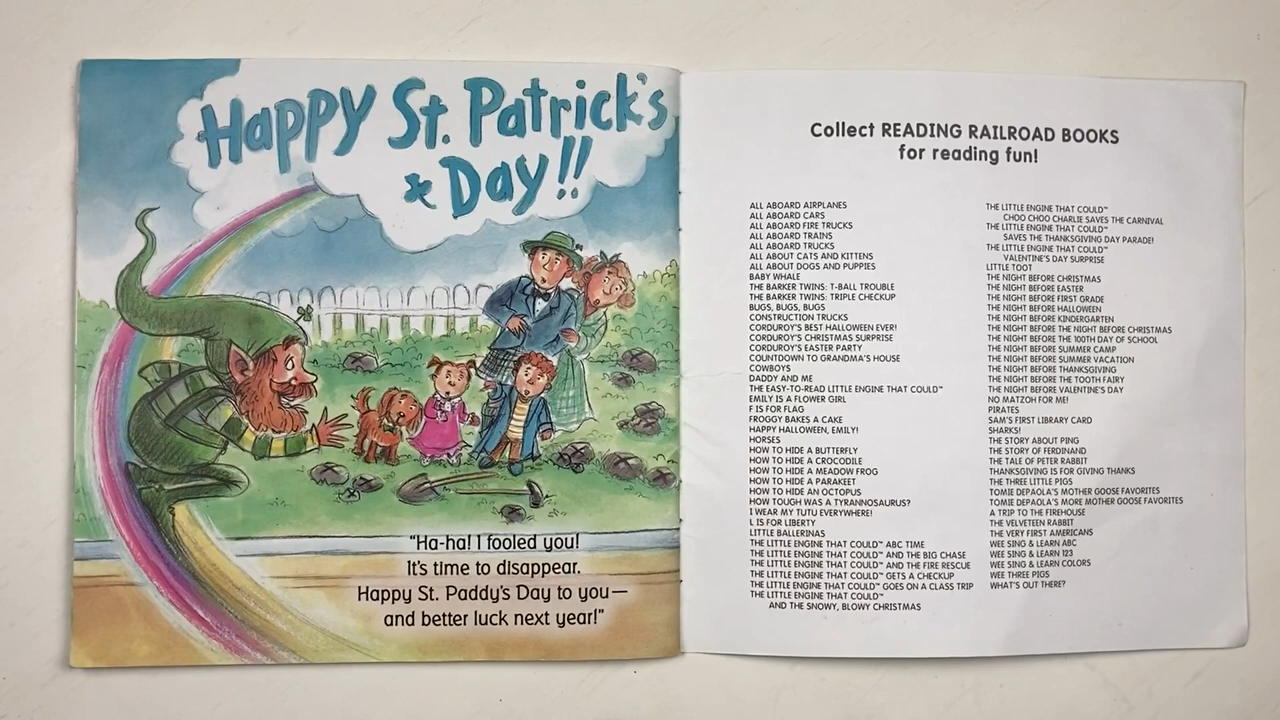 Happy St. Patrick's
Day!!
"Ha-ha! I fooled you!
It's time to disappear.
Happy St. Paddy's Day to you—
and better luck next year!"
Collect READING RAILROAD BOOKS
for reading fun!
ALL ABOARD AIRPLANES
ALL ABOARD CARS
ALL ABOARD FIRE TRUCKS
ALL ABOARD TRAINS
ALL ABOARD TRUCKS
ALL ABOUT CATS AND KITTENS
ALL ABOUT DOGS AND PUPPIES
BABY WHALE
THE BARKER TWINS: T-BALL TROUBLE
THE BARKER TWINS: TRIPLE CHECKUP
BUGS, BUGS, BUGS
CONSTRUCTION TRUCKS
CORDUROY'S BEST HALLOWEEN EVER!
CORDUROY'S CHRISTMAS SURPRISE
CORDUROY'S EASTER PARTY
COUNTDOWN TO GRANDMA'S HOUSE
COWBOYS
DADDY AND ME
THE EASY-TO-READ LITTLE ENGINE THAT COULD™
EMILY IS A FLOWER GIRL
F IS FOR FLAG
FROGGY BAKES A CAKE
HAPPY HALLOWEEN, EMILY!
HORSES
HOW TO HIDE A BUTTERFLY
HOW TO HIDE A CROCODILE
HOW TO HIDE A MEADOW FROG
HOW TO HIDE A PARAKEET
HOW TO HIDE AN OCTOPUS
HOW TOUGH WAS A TYRANNOSAURUS?
I WEAR MY TUTU EVERYWHERE!
L IS FOR LIBERTY
LITTLE BALLERINAS
THE LITTLE ENGINE THAT COULD™ ABC TIME
THE LITTLE ENGINE THAT COULD™ AND THE BIG CHASE
THE LITTLE ENGINE THAT COULD™ AND THE FIRE RESCUE
THE LITTLE ENGINE THAT COULD™ GETS A CHECKUP
THE LITTLE ENGINE THAT COULD™ GOES ON A CLASS TRIP
THE LITTLE ENGINE THAT COULD™
AND THE SNOWY, BLOWY CHRISTMAS
THE LITTLE ENGINE THAT COULD™
CHOO CHOO CHARLIE SAVES THE CARNIVAL
THE LITTLE ENGINE THAT COULD™
SAVES THE THANKSGIVING DAY PARADE!
THE LITTLE ENGINE THAT COULD™
VALENTINE'S DAY SURPRISE
LITTLE TOOT
THE NIGHT BEFORE CHRISTMAS
THE NIGHT BEFORE EASTER
THE NIGHT BEFORE FIRST GRADE
THE NIGHT BEFORE HALLOWEEN
THE NIGHT BEFORE KINDERGARTEN
THE NIGHT BEFORE THE NIGHT BEFORE CHRISTMAS
THE NIGHT BEFORE THE 100TH DAY OF SCHOOL
THE NIGHT BEFORE SUMMER CAMP
THE NIGHT BEFORE SUMMER VACATION
THE NIGHT BEFORE THANKSGIVING
THE NIGHT BEFORE THE TOOTH FAIRY
THE NIGHT BEFORE VALENTINE'S DAY
NO MATZOH FOR ME!
PIRATES
SAM'S FIRST LIBRARY CARD
SHARKS!
THE STORY ABOUT PING
THE STORY OF FERDINAND
THE TALE OF PETER RABBIT
THANKSGIVING IS FOR GIVING THANKS
THE THREE LITTLE PIGS
TOMIE DEPAOLA'S MOTHER GOOSE FAVORITES
TOMIE DEPAOLA'S MORE MOTHER GOOSE FAVORITES
A TRIP TO THE FIREHOUSE
THE VELVETEEN RABBIT
THE VERY FIRST AMERICANS
WEE SING & LEARN ABC
WEE SING & LEARN 123
WEE SING & LEARN COLORS
WEE THREE PIGS
WHAT'S OUT THERE?